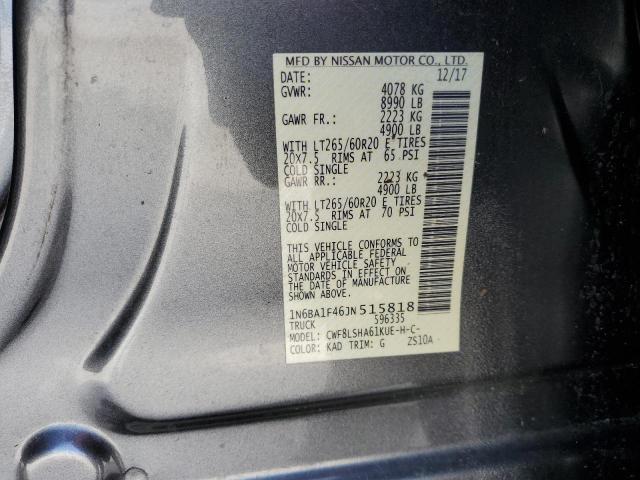 MFD BY NISSAN MOTOR CO., LTD.
DATE: 12/17
GVWR: 4078 KG
8990 LB
GAWR FR.: 2223 KG
4900 LB
WITH LT265/60R20 E TIRES
20X7.5 RIMS AT 65 PSI
COLD SINGLE
GAWR RR.: 2223 KG
4900 LB
WITH LT265/60R20 E TIRES
20X7.5 RIMS AT 70 PSI
COLD SINGLE
THIS VEHICLE CONFORMS TO
ALL APPLICABLE FEDERAL
MOTOR VEHICLE SAFETY
STANDARDS IN EFFECT ON
THE DATE OF MANUFACTURE
SHOWN ABOVE.
1N6BA1F46JN515818
TRUCK 596335
MODEL: CWF8LSHA61KUE-H-C-
COLOR: KAD TRIM: G ZS10A